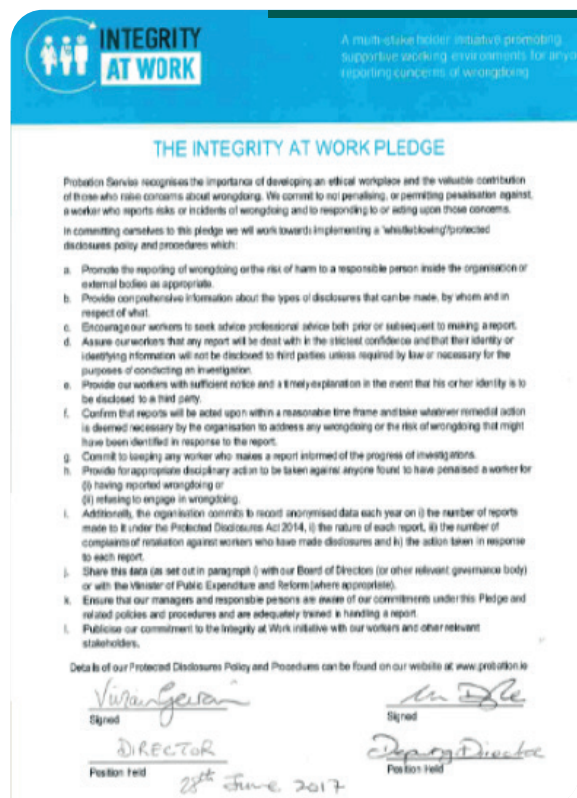 INTEGRITY
AT WORK
A multi-stake holder initiative promoting
supportive working environments for anyo
reporting concerns of wrongdoing
THE INTEGRITY AT WORK PLEDGE
Probation Service recognises the importance of developing an ethical workplace and the valuable contribution
of those who raise concerns about wrongdoing. We commit to not penalising, or permitting penalisation against,
a worker who reports risks or incidents of wrongdoing and to responding to or acting upon those concerns.
In committing ourselves to this pledge we will work towards implementing a 'whistleblowing'/protected
disclosures policy and procedures which:
a. Promote the reporting of wrongdoing or the risk of harm to a responsible person inside the organisation or
external bodies as appropriate.
b. Provide comprehensive information about the types of disclosures that can be made, by whom and in
respect of what.
c. Encourage our workers to seek advice professional advice both prior or subsequent to making a report.
d. Assure our workers that any report will be dealt with in the strictest confidence and that their identity or
identifying information will not be disclosed to third parties unless required by law or necessary for the
purposes of conducting an investigation.
e. Provide our workers with sufficient notice and a timely explanation in the event that his or her identity is to
be disclosed to a third party.
f. Confirm that reports will be acted upon within a reasonable time frame and take whatever remedial action
is deemed necessary by the organisation to address any wrongdoing or the risk of wrongdoing that might
have been identified in response to the report.
g. Commit to keeping any worker who makes a report informed of the progress of investigations.
h. Provide for appropriate disciplinary action to be taken against anyone found to have penalised a worker for
(i) having reported wrongdoing or
(ii) refusing to engage in wrongdoing.
i. Additionally, the organisation commits to record anonymised data each year on i) the number of reports
made to it under the Protected Disclosures Act 2014, ii) the nature of each report, iii) the number of
complaints of retaliation against workers who have made disclosures and iv) the action taken in response
to each report.
j. Share this data (as set out in paragraph i) with our Board of Directors (or other relevant governance body)
or with the Minister of Public Expenditure and Reform (where appropriate).
k. Ensure that our managers and responsible persons are aware of our commitments under this Pledge and
related policies and procedures and are adequately trained in handling a report.
l. Publicise our commitment to the Integrity at Work initiative with our workers and other relevant
stakeholders.
Details of our Protected Disclosures Policy and Procedures can be found on our website at www.probation.ie
Vivian Geiran
Signed
Signed
DIRECTOR
Deputy Director
Position held
Position Held
28th June 2017